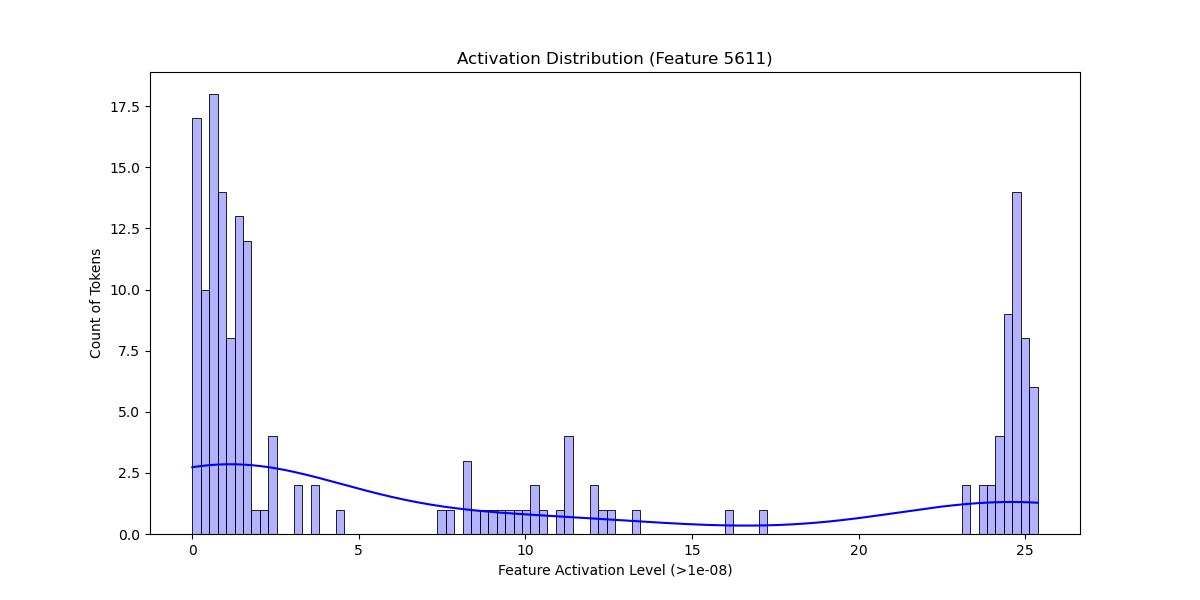 Activation Distribution (Feature 5611)
17.5
15.0
12.5
10.0
7.5
5.0
2.5
0.0
Count of Tokens
0 5 10 15 20 25
Feature Activation Level (>1e-08)